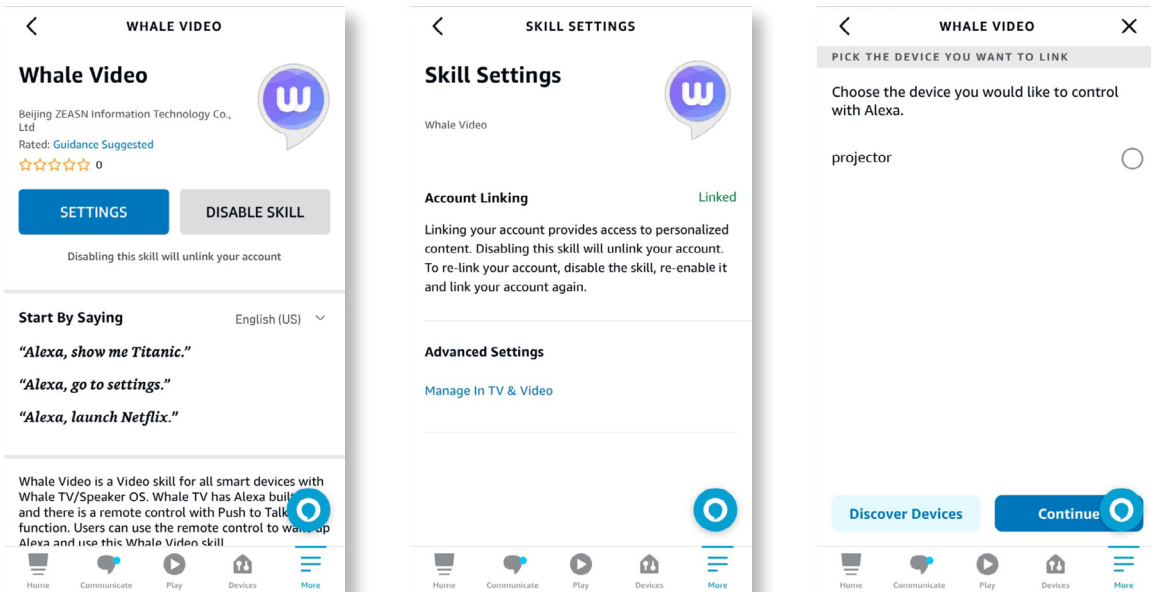 WHALE VIDEO
Whale Video
Beijing ZEASN Information Technology Co.,
Ltd
Rated: Guidance Suggested
0
SETTINGS
DISABLE SKILL
Disabling this skill will unlink your account
Start By Saying
English (US)
“Alexa, show me Titanic.”
“Alexa, go to settings.”
“Alexa, launch Netflix.”
Whale Video is a Video skill for all smart devices with
Whale TV/Speaker OS. Whale TV has Alexa built
and there is a remote control with Push to Talk
function. Users can use the remote control to wake up
Alexa and use this Whale Video skill
Home
Communicate
Play
Devices
More
SKILL SETTINGS
Skill Settings
Whale Video
Account Linking
Linked
Linking your account provides access to personalized
content. Disabling this skill will unlink your account.
To re-link your account, disable the skill, re-enable it
and link your account again.
Advanced Settings
Manage In TV & Video
Home
Communicate
Play
Devices
More
WHALE VIDEO
PICK THE DEVICE YOU WANT TO LINK
Choose the device you would like to control
with Alexa.
projector
Discover Devices
Continue
Home
Communicate
Play
Devices
More